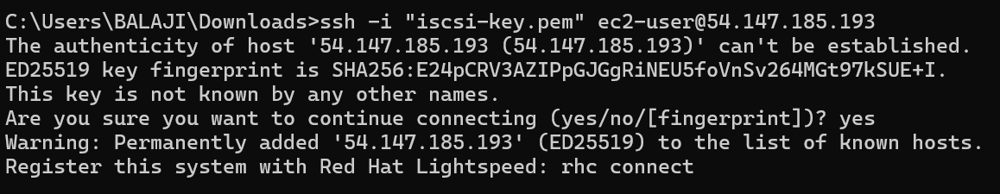 C:\Users\BALAJI\Downloads>ssh -i "iscsi-key.pem" ec2-user@54.147.185.193
The authenticity of host '54.147.185.193 (54.147.185.193)' can't be established.
ED25519 key fingerprint is SHA256:E24pCRV3AZIPpGJGgRiNEU5foVnSv264MGt97kSUE+I.
This key is not known by any other names.
Are you sure you want to continue connecting (yes/no/[fingerprint])? yes
Warning: Permanently added '54.147.185.193' (ED25519) to the list of known hosts.
Register this system with Red Hat Lightspeed: rhc connect